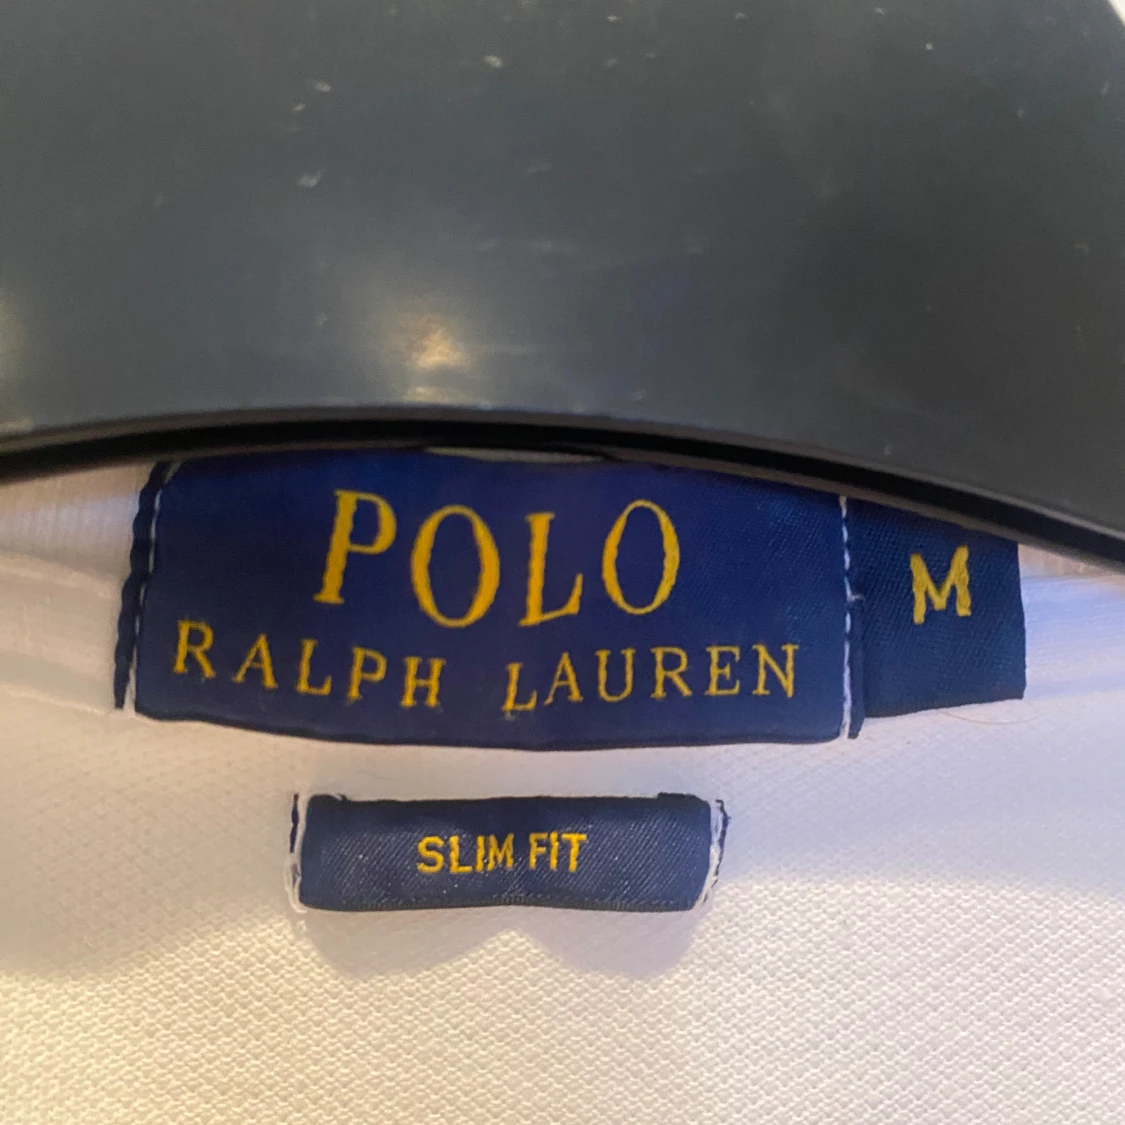 POLO
RALPH LAUREN
M
SLIM FIT